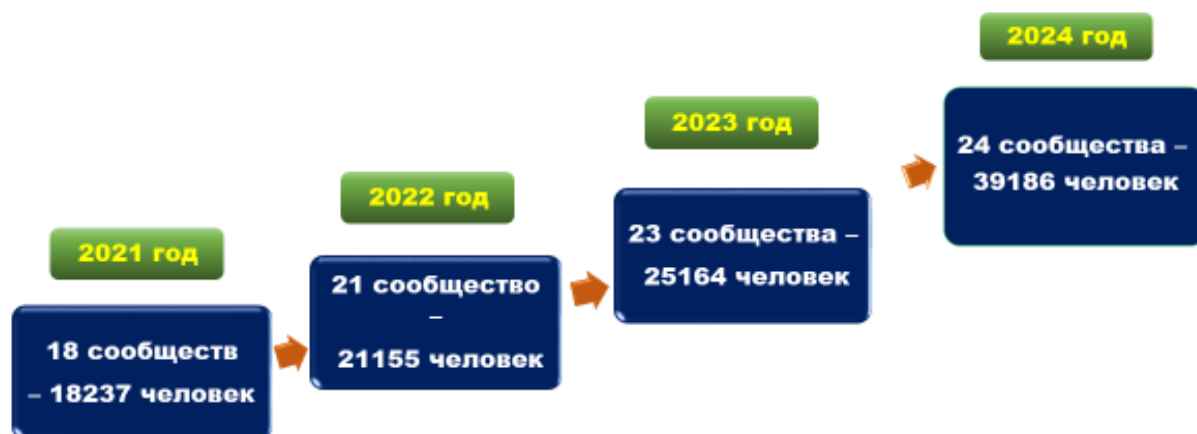 2021 год
18 сообществ
– 18237 человек
2022 год
21 сообщество
–
21155 человек
2023 год
23 сообщества –
25164 человек
2024 год
24 сообщества –
39186 человек